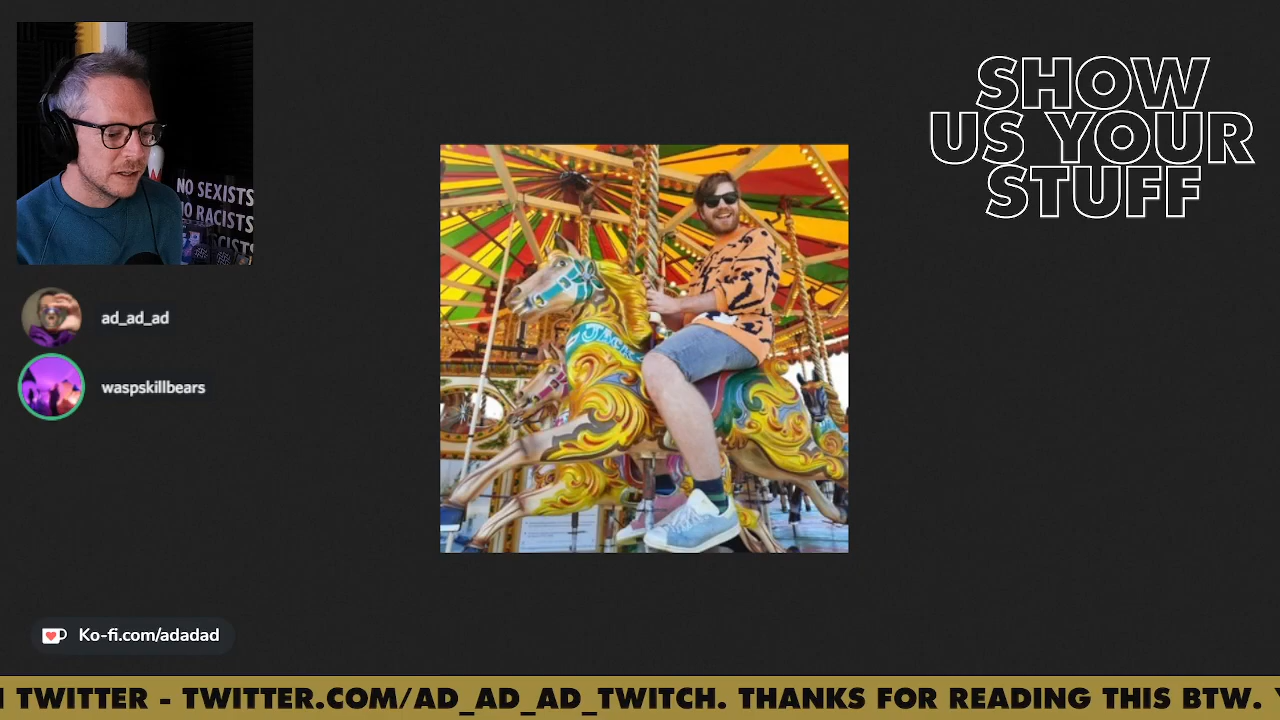 SHOW
US YOUR
STUFF
NO SEXISTS
NO RACISTS
ad_ad_ad
waspskillbears
JACK
Ko-fi.com/adadad
TWITTER - TWITTER.COM/AD_AD_AD_TWITCH. THANKS FOR READING THIS BTW.